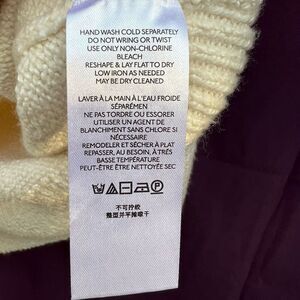 HAND WASH COLD SEPARATELY
DO NOT WRING OR TWIST
USE ONLY NON-CHLORINE
BLEACH
RESHAPE & LAY FLAT TO DRY
LOW IRON AS NEEDED
MAY BE DRY CLEANED
LAVER À LA MAIN À L'EAU FROIDE
SÉPARÉMEN
NE PAS TORDRE OU ESSORER
UTILISER UN AGENT DE
BLANCHIMENT SANS CHLORE SI
NÉCESSAIRE
REMODELER ET SÉCHER À PLAT
REPASSER, AU BESOIN, À TRÉS
BASSE TEMPÉRATURE
PEUT-ÊTRE ÊTRE NETTOYÉE SEC
不可拧绞
整型并平摊晾干